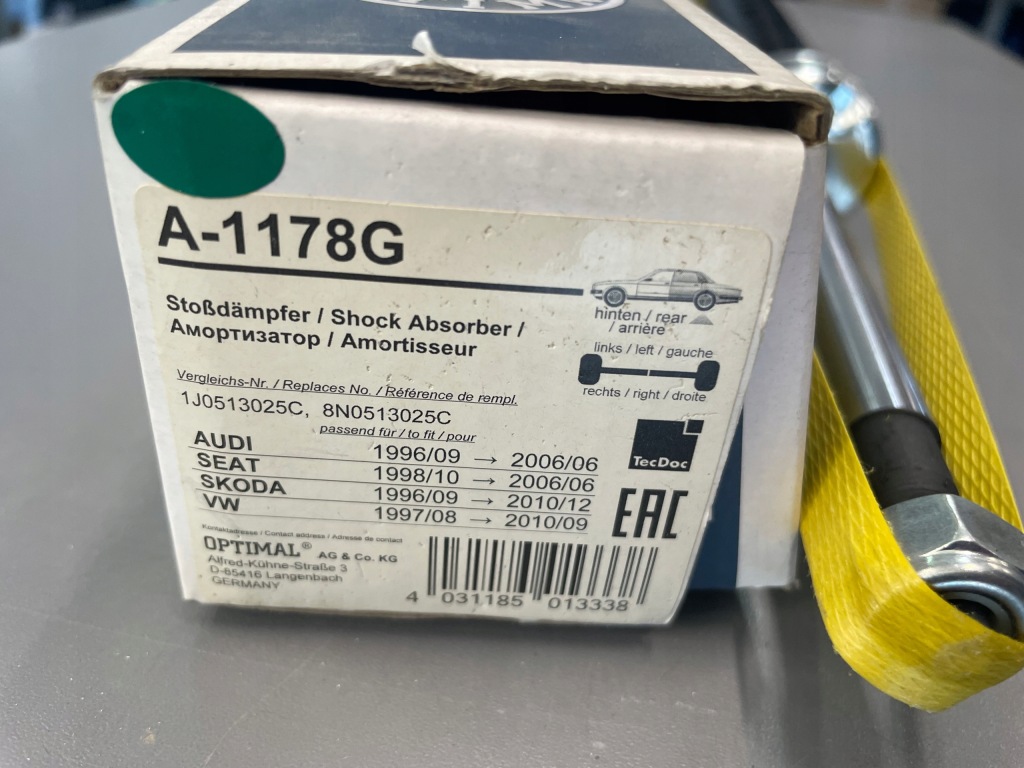 A-1178G
Stoßdämpfer / Shock Absorber /
Амортизатор / Amortisseur
hinten / rear
/ arrière
links / left / gauche
rechts / right / droite
Vergleichs-Nr. / Replaces No. / Référence de rempl.
1J0513025C, 8N0513025C
passend für / to fit / pour
AUDI 1996/09 → 2006/06
SEAT 1998/10 → 2006/06
SKODA 1996/09 → 2010/12
VW 1997/08 → 2010/09
TecDoc
EAC
Kontaktadresse / Contact address / Adresse de contact
OPTIMAL® AG & Co. KG
Alfred-Kühne-Straße 3
D-85416 Langenbach
GERMANY
4 031185 013338